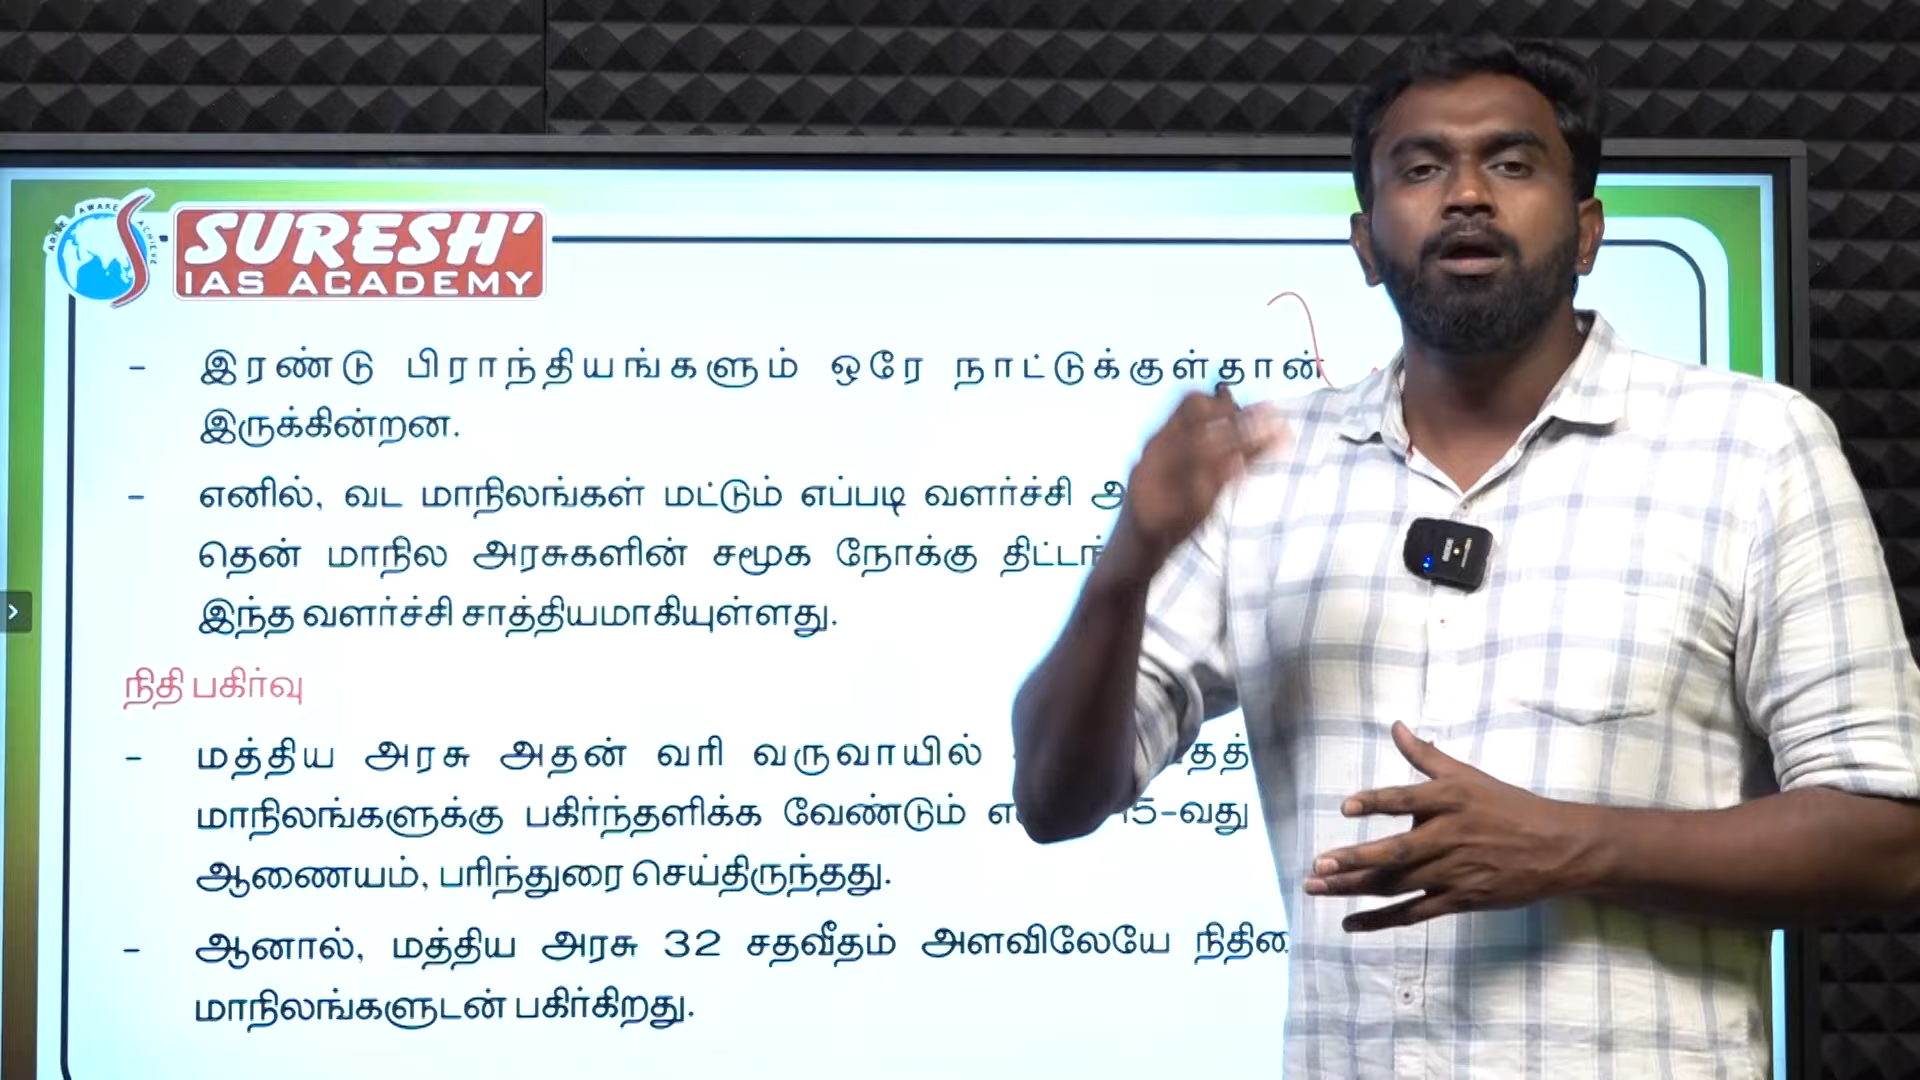 SURESH'
IAS ACADEMY
- இரண்டு பிராந்தியங்களும் ஒரே நாட்டுக்குள்தான்
இருக்கின்றன.
- எனில், வட மாநிலங்கள் மட்டும் எப்படி வளர்ச்சி
தென் மாநில அரசுகளின் சமூக நோக்கு
இந்த வளர்ச்சி சாத்தியமாகியுள்ளது.
நிதி பகிர்வு
- மத்திய அரசு அதன் வரி வருவாயில்
மாநிலங்களுக்கு பகிர்ந்தளிக்க வேண்டும் 15-வது
ஆணையம், பரிந்துரை செய்திருந்தது.
- ஆனால், மத்திய அரசு 32 சதவீதம் அளவிலேயே
மாநிலங்களுடன் பகிர்கிறது.